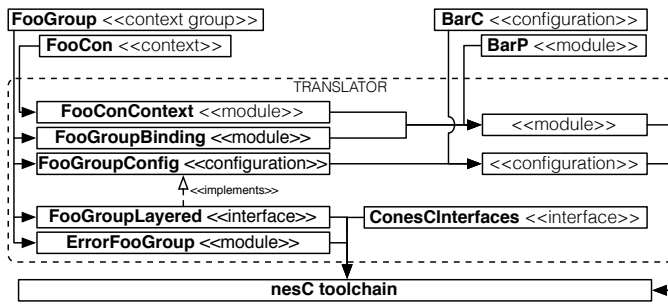 FooGroup <<context group>>
BarC <<configuration>>
FooCon <<context>>
BarP <<module>>
TRANSLATOR
FooConContext <<module>>
<<module>>
FooGroupBinding <<module>>
FooGroupConfig <<configuration>>
<<configuration>>
<<implements>>
FooGroupLayered <<interface>>
ConesCInterfaces <<interface>>
ErrorFooGroup <<module>>
nesC toolchain